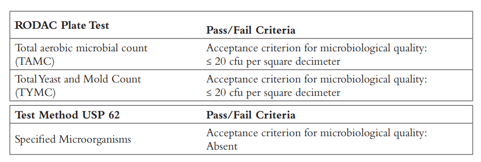 RODAC Plate Test Pass/Fail Criteria
Total aerobic microbial count Acceptance criterion for microbiological quality:
(TAMC) ≤ 20 cfu per square decimeter
Total Yeast and Mold Count Acceptance criterion for microbiological quality:
(TYMC) ≤ 20 cfu per square decimeter
Test Method USP 62 Pass/Fail Criteria
Specified Microorganisms Acceptance criterion for microbiological quality:
Absent